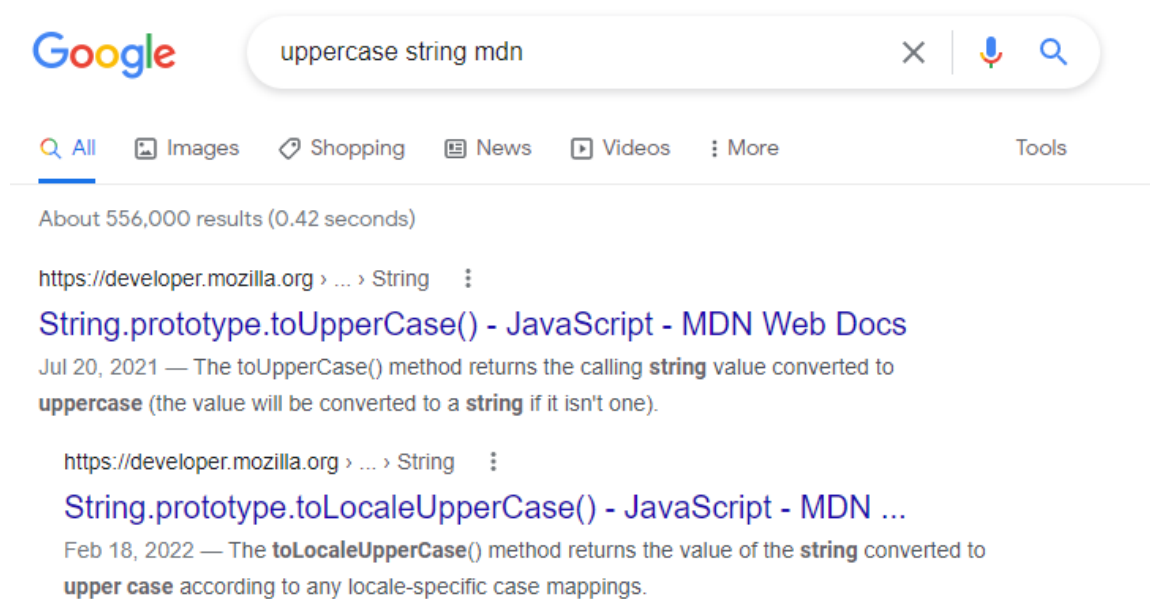 Google
uppercase string mdn
All Images Shopping News Videos More Tools
About 556,000 results (0.42 seconds)
https://developer.mozilla.org › ... › String
String.prototype.toUpperCase() - JavaScript - MDN Web Docs
Jul 20, 2021 — The toUpperCase() method returns the calling string value converted to
uppercase (the value will be converted to a string if it isn't one).
https://developer.mozilla.org › ... › String
String.prototype.toLocaleUpperCase() - JavaScript - MDN ...
Feb 18, 2022 — The toLocaleUpperCase() method returns the value of the string converted to
upper case according to any locale-specific case mappings.